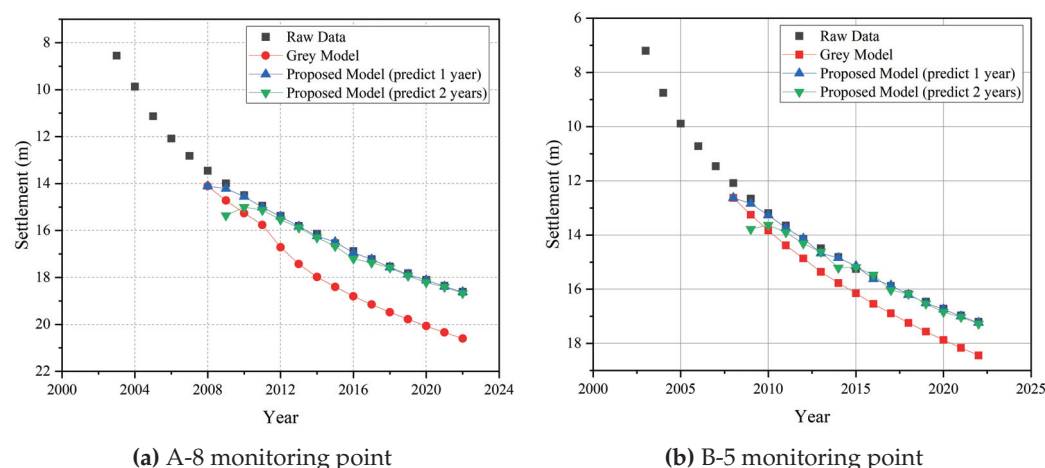 8
10
12
14
16
18
20
22
2000
2004
2008
2012
2016
2020
2024
Settlement (m)
Year
Raw Data
Grey Model
Proposed Model (predict 1 yaer)
Proposed Model (predict 2 years)
(a) A-8 monitoring point
6
8
10
12
14
16
18
2000
2005
2010
2015
2020
2025
Settlement (m)
Year
Raw Data
Grey Model
Proposed Model (predict 1 year)
Proposed Model (predict 2 years)
(b) B-5 monitoring point